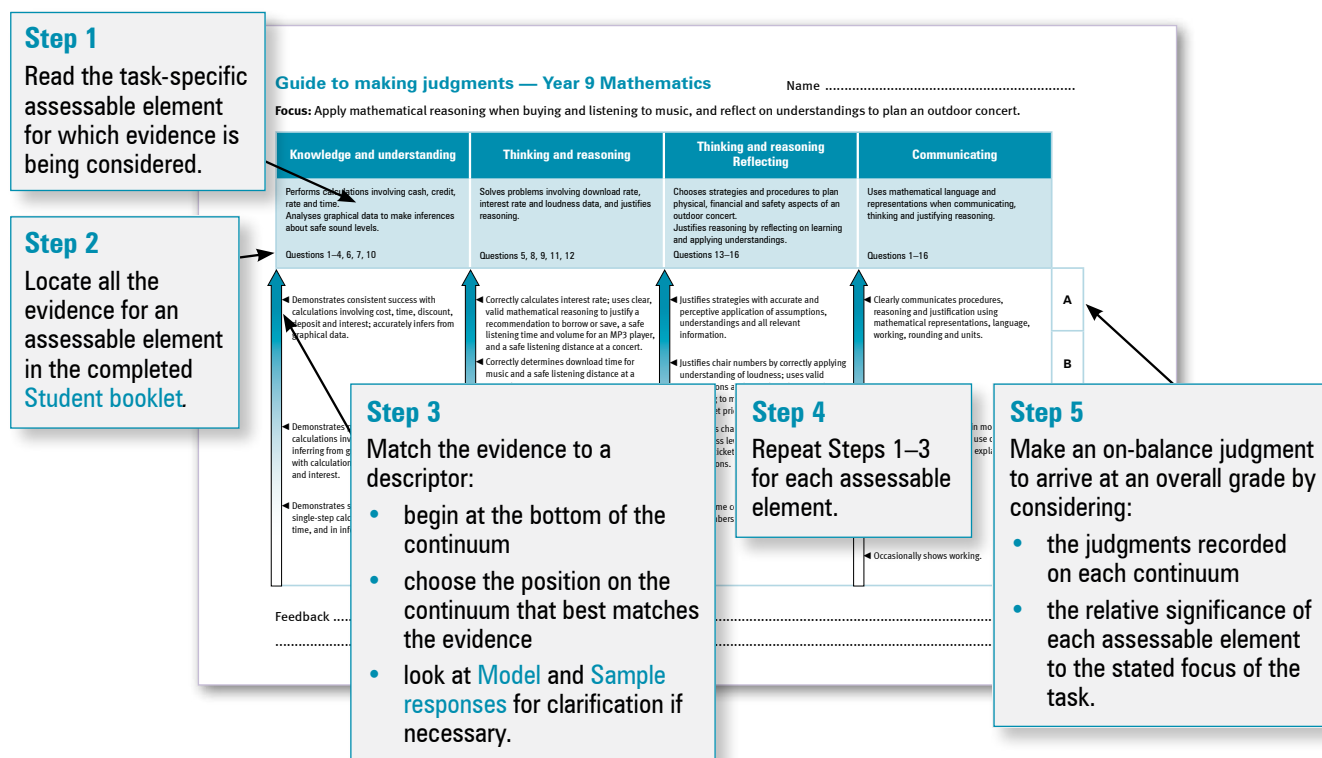 Step 1
Read the task-specific
assessable element
for which evidence is
being considered.
Step 2
Locate all the
evidence for an
assessable element
in the completed
Student booklet.
Guide to making judgments — Year 9 Mathematics
Name ..................................................................
Focus: Apply mathematical reasoning when buying and listening to music, and reflect on understandings to plan an outdoor concert.
Knowledge and understanding
Performs calculations involving cash, credit,
rate and time.
Analyses graphical data to make inferences
about safe sound levels.
Questions 1–4, 6, 7, 10
Demonstrates consistent success with
calculations involving cost, time, discount,
deposit and interest; accurately infers from
graphical data.
Demonstrates
calculations
inferring from
with
and interest.
Demonstrates
single-step
time, and in
Thinking and reasoning
Solves problems involving download rate,
interest rate and loudness data, and justifies
reasoning.
Questions 5, 8, 9, 11, 12
Correctly calculates interest rate; uses clear,
valid mathematical reasoning to justify a
recommendation to borrow or save, a safe
listening time and volume for an MP3 player,
and a safe listening distance at a concert.
Correctly determines download time for
music and a safe listening distance at a
Thinking and reasoning
Reflecting
Chooses strategies and procedures to plan
physical, financial and safety aspects of an
outdoor concert.
Justifies reasoning by reflecting on learning
and applying understandings.
Questions 13–16
Justifies strategies with accurate and
perceptive application of assumptions,
understandings and all relevant
information.
Justifies chair numbers by correctly applying
understanding of loudness; uses valid
Communicating
Uses mathematical language and
representations when communicating,
thinking and justifying reasoning.
Questions 1–16
Clearly communicates procedures,
reasoning and justification using
mathematical representations, language,
working, rounding and units.
Occasionally shows working.
A
B
Step 3
Match the evidence to a
descriptor:
• begin at the bottom of the
continuum
• choose the position on the
continuum that best matches
the evidence
• look at Model and Sample
responses for clarification if
necessary.
Step 4
Repeat Steps 1–3
for each assessable
element.
Step 5
Make an on-balance judgment
to arrive at an overall grade by
considering:
• the judgments recorded
on each continuum
• the relative significance of
each assessable element
to the stated focus of the
task.
Feedback